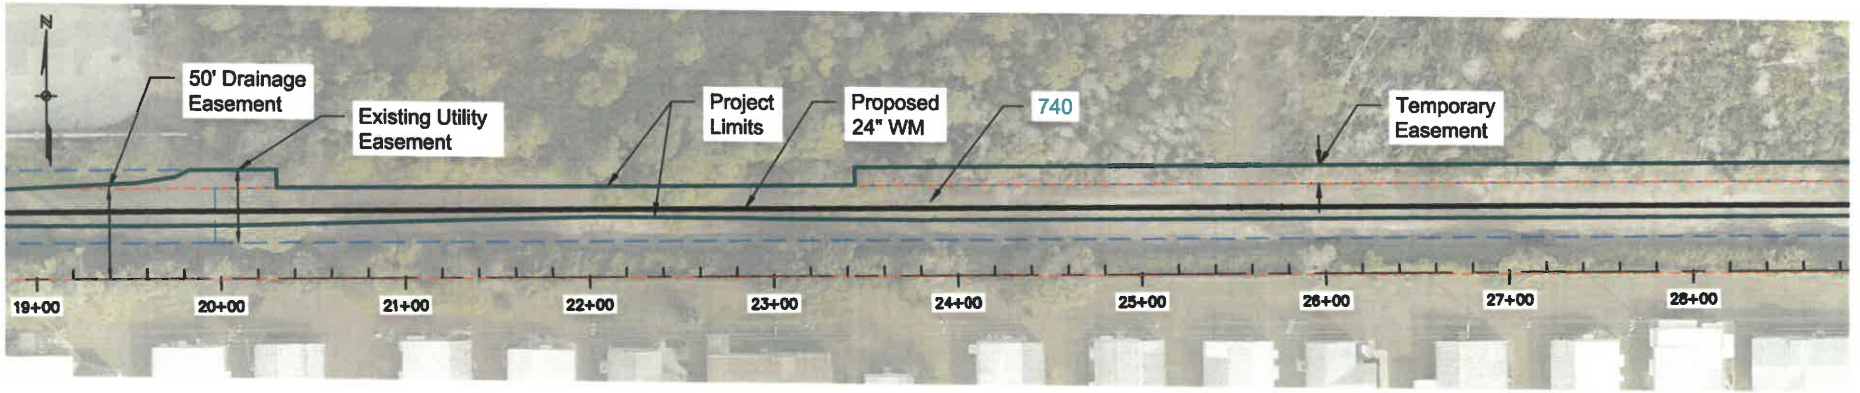 N
50' Drainage
Easement
Existing Utility
Easement
Project
Limits
Proposed
24" WM
740
Temporary
Easement
19+00
20+00
21+00
22+00
23+00
24+00
25+00
26+00
27+00
28+00